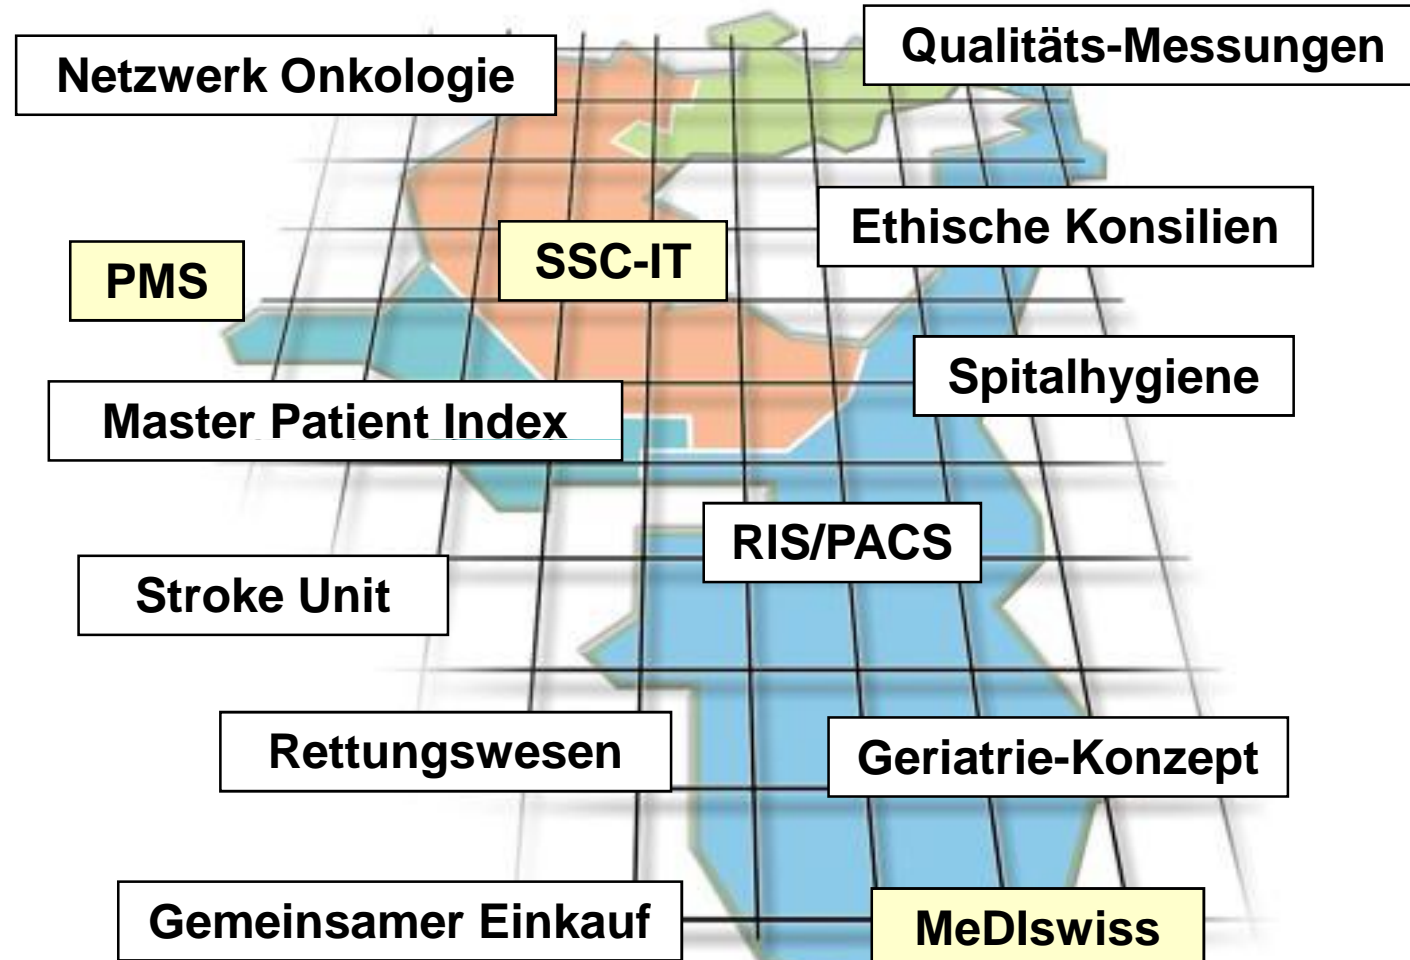 Netzwerk Onkologie
Qualitäts-Messungen
Ethische Konsilien
PMS
SSC-IT
Spitalhygiene
Master Patient Index
RIS/PACS
Stroke Unit
Rettungswesen
Geriatrie-Konzept
Gemeinsamer Einkauf
MeDIswiss